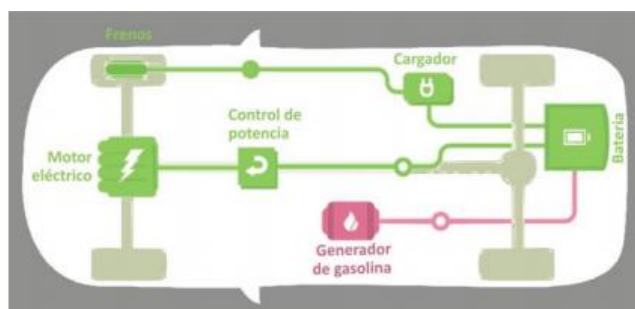 Frenos
Cargador
Control de
potencia
Batería
Motor
eléctrico
Generador
de gasolina